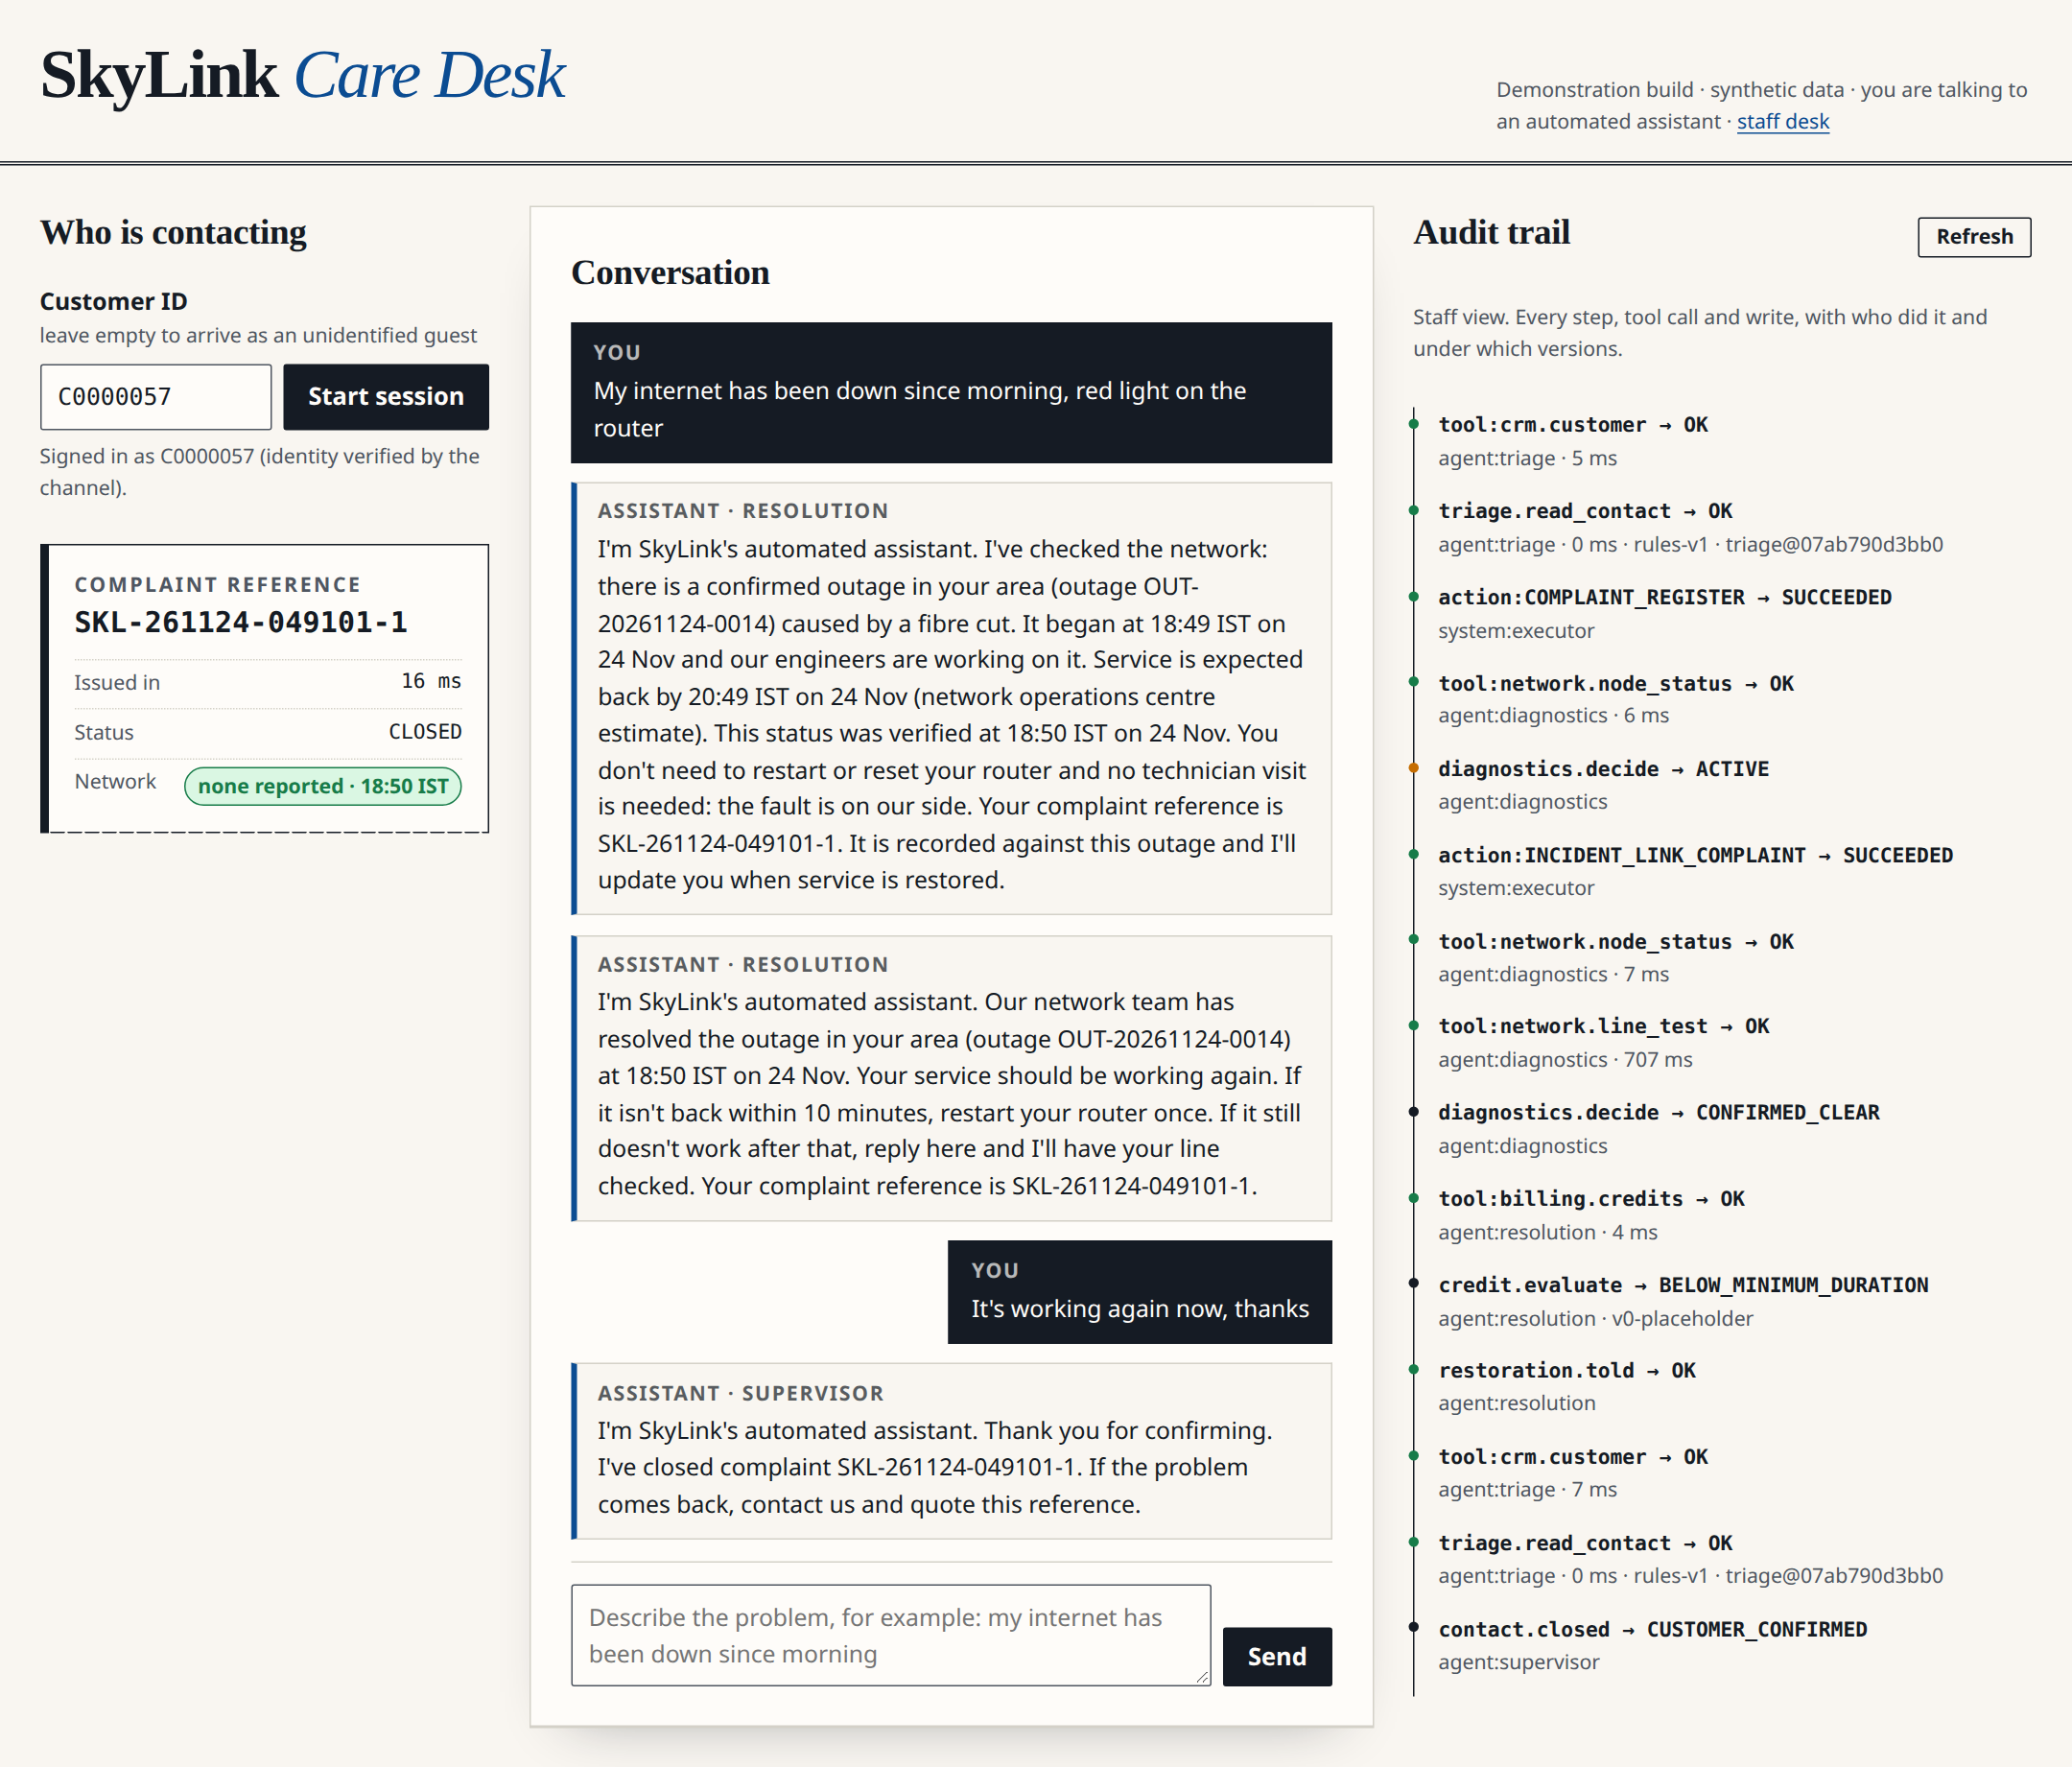 SkyLink Care Desk
Demonstration build · synthetic data · you are talking to
an automated assistant · staff desk
Who is contacting
Customer ID
leave empty to arrive as an unidentified guest
C0000057
Start session
Signed in as C0000057 (identity verified by the
channel).
COMPLAINT REFERENCE
SKL-261124-049101-1
Issued in 16 ms
Status CLOSED
Network none reported · 18:50 IST
Conversation
YOU
My internet has been down since morning, red light on the
router
ASSISTANT · RESOLUTION
I'm SkyLink's automated assistant. I've checked the network:
there is a confirmed outage in your area (outage OUT-
20261124-0014) caused by a fibre cut. It began at 18:49 IST on
24 Nov and our engineers are working on it. Service is expected
back by 20:49 IST on 24 Nov (network operations centre
estimate). This status was verified at 18:50 IST on 24 Nov. You
don't need to restart or reset your router and no technician visit
is needed: the fault is on our side. Your complaint reference is
SKL-261124-049101-1. It is recorded against this outage and I'll
update you when service is restored.
ASSISTANT · RESOLUTION
I'm SkyLink's automated assistant. Our network team has
resolved the outage in your area (outage OUT-20261124-0014)
at 18:50 IST on 24 Nov. Your service should be working again. If
it isn't back within 10 minutes, restart your router once. If it still
doesn't work after that, reply here and I'll have your line
checked. Your complaint reference is SKL-261124-049101-1.
YOU
It's working again now, thanks
ASSISTANT · SUPERVISOR
I'm SkyLink's automated assistant. Thank you for confirming.
I've closed complaint SKL-261124-049101-1. If the problem
comes back, contact us and quote this reference.
Describe the problem, for example: my internet has
been down since morning
Send
Audit trail
Refresh
Staff view. Every step, tool call and write, with who did it and
under which versions.
tool:crm.customer → OK
agent:triage · 5 ms
triage.read_contact → OK
agent:triage · 0 ms · rules-v1 · triage@07ab790d3bb0
action:COMPLAINT_REGISTER → SUCCEEDED
system:executor
tool:network.node_status → OK
agent:diagnostics · 6 ms
diagnostics.decide → ACTIVE
agent:diagnostics
action:INCIDENT_LINK_COMPLAINT → SUCCEEDED
system:executor
tool:network.node_status → OK
agent:diagnostics · 7 ms
tool:network.line_test → OK
agent:diagnostics · 707 ms
diagnostics.decide → CONFIRMED_CLEAR
agent:diagnostics
tool:billing.credits → OK
agent:resolution · 4 ms
credit.evaluate → BELOW_MINIMUM_DURATION
agent:resolution · v0-placeholder
restoration.told → OK
agent:resolution
tool:crm.customer → OK
agent:triage · 7 ms
triage.read_contact → OK
agent:triage · 0 ms · rules-v1 · triage@07ab790d3bb0
contact.closed → CUSTOMER_CONFIRMED
agent:supervisor